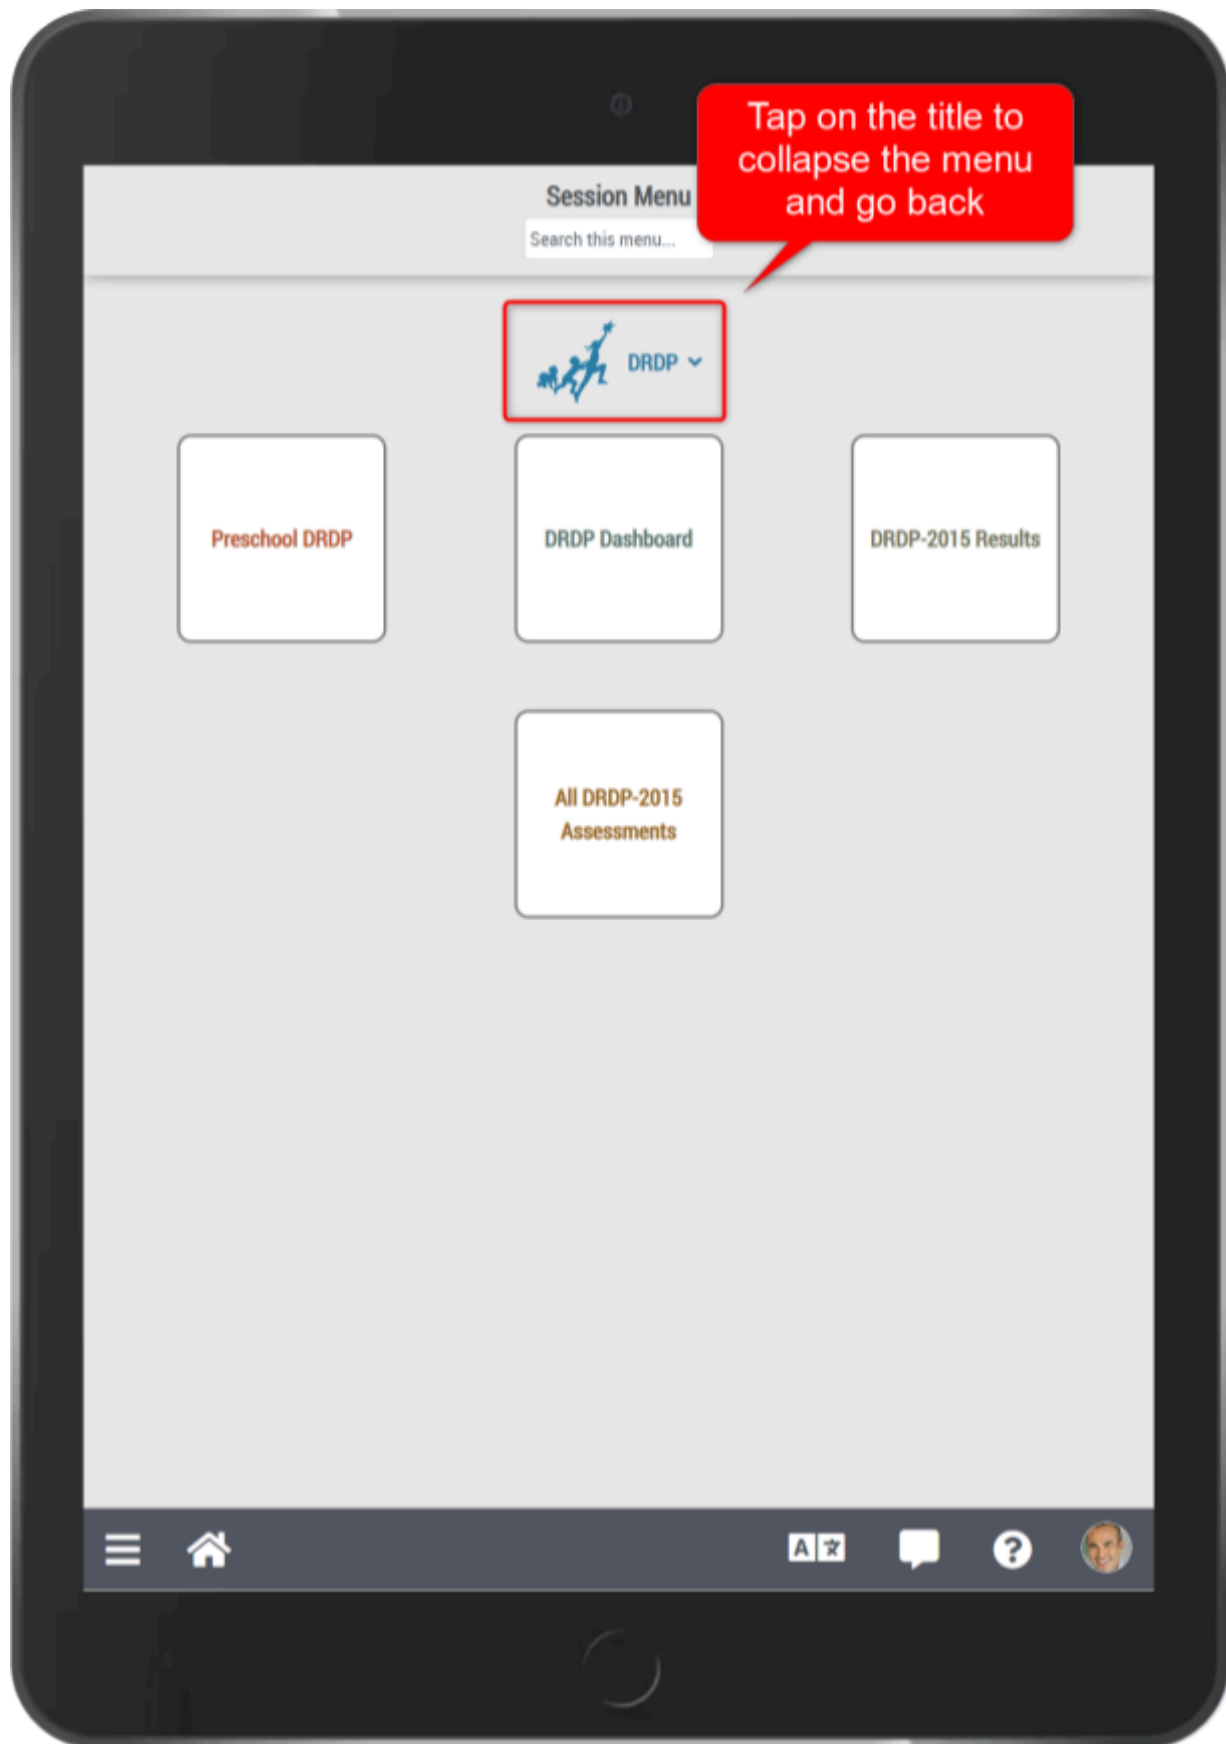 Tap on the title to
collapse the menu
and go back
Session Menu
Search this menu...
DRDP
Preschool DRDP
DRDP Dashboard
DRDP-2015 Results
All DRDP-2015
Assessments
A 文
?